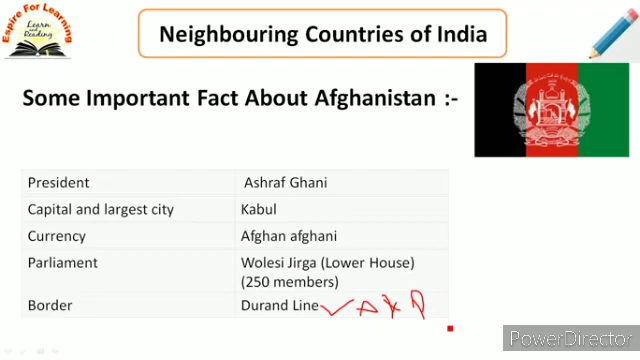 Espire For Learning
Learn
and
Reading
Neighbouring Countries of India
Some Important Fact About Afghanistan :-
President Ashraf Ghani
Capital and largest city Kabul
Currency Afghan afghani
Parliament Wolesi Jirga (Lower House)
(250 members)
Border Durand Line
PowerDirector